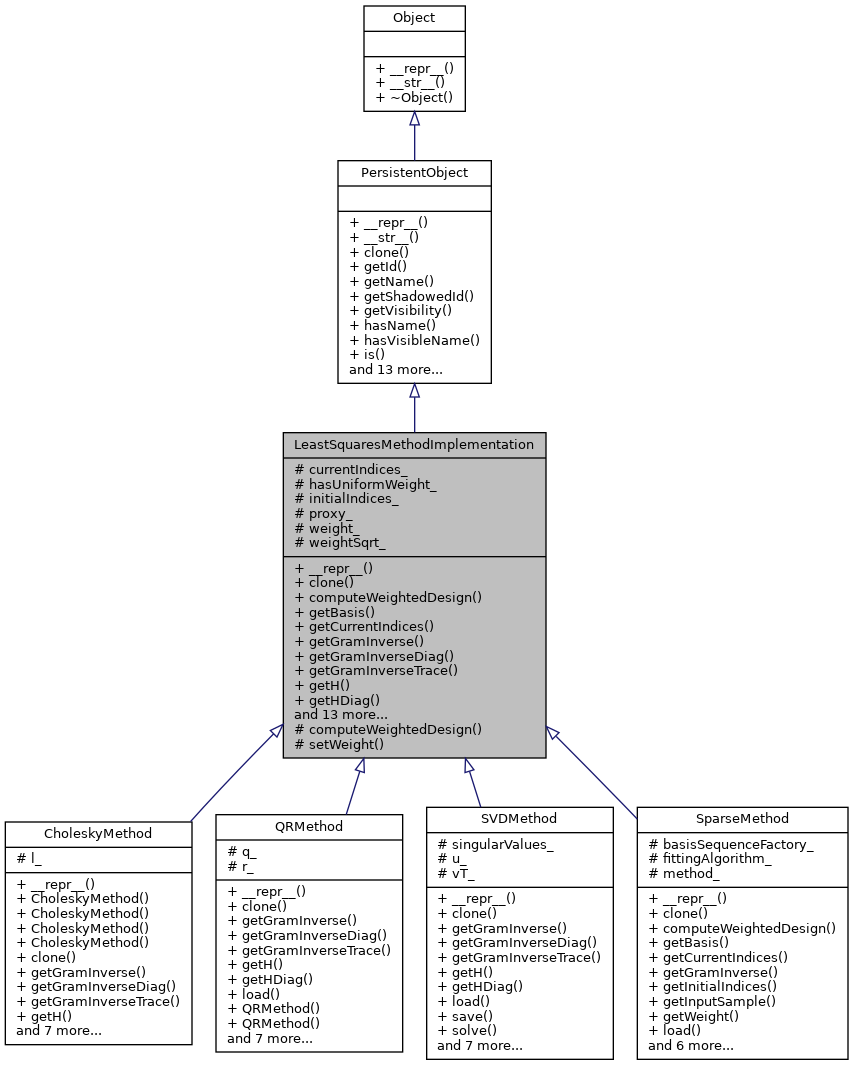 Object
+ __repr__()
+ __str__()
+ ~Object()
PersistentObject
+ __repr__()
+ __str__()
+ clone()
+ getId()
+ getName()
+ getShadowedId()
+ getVisibility()
+ hasName()
+ hasVisibleName()
+ is()
and 13 more...
LeastSquaresMethodImplementation
# currentIndices_
# hasUniformWeight_
# initialIndices_
# proxy_
# weight_
# weightSqrt_
+ __repr__()
+ clone()
+ computeWeightedDesign()
+ getBasis()
+ getCurrentIndices()
+ getGramInverse()
+ getGramInverseDiag()
+ getGramInverseTrace()
+ getH()
+ getHDiag()
and 13 more...
# computeWeightedDesign()
# setWeight()
CholeskyMethod
# l_
+ __repr__()
+ CholeskyMethod()
+ CholeskyMethod()
+ CholeskyMethod()
+ CholeskyMethod()
+ clone()
+ getGramInverse()
+ getGramInverseDiag()
+ getGramInverseTrace()
+ getH()
and 7 more...
QRMethod
# q_
# r_
+ __repr__()
+ clone()
+ getGramInverse()
+ getGramInverseDiag()
+ getGramInverseTrace()
+ getH()
+ getHDiag()
+ load()
+ QRMethod()
+ QRMethod()
and 7 more...
SVDMethod
# singularValues_
# u_
# vT_
+ __repr__()
+ clone()
+ getGramInverse()
+ getGramInverseDiag()
+ getGramInverseTrace()
+ getH()
+ getHDiag()
+ load()
+ save()
+ solve()
and 7 more...
SparseMethod
# basisSequenceFactory_
# fittingAlgorithm_
# method_
+ __repr__()
+ clone()
+ computeWeightedDesign()
+ getBasis()
+ getCurrentIndices()
+ getGramInverse()
+ getInitialIndices()
+ getInputSample()
+ getWeight()
+ load()
and 6 more...